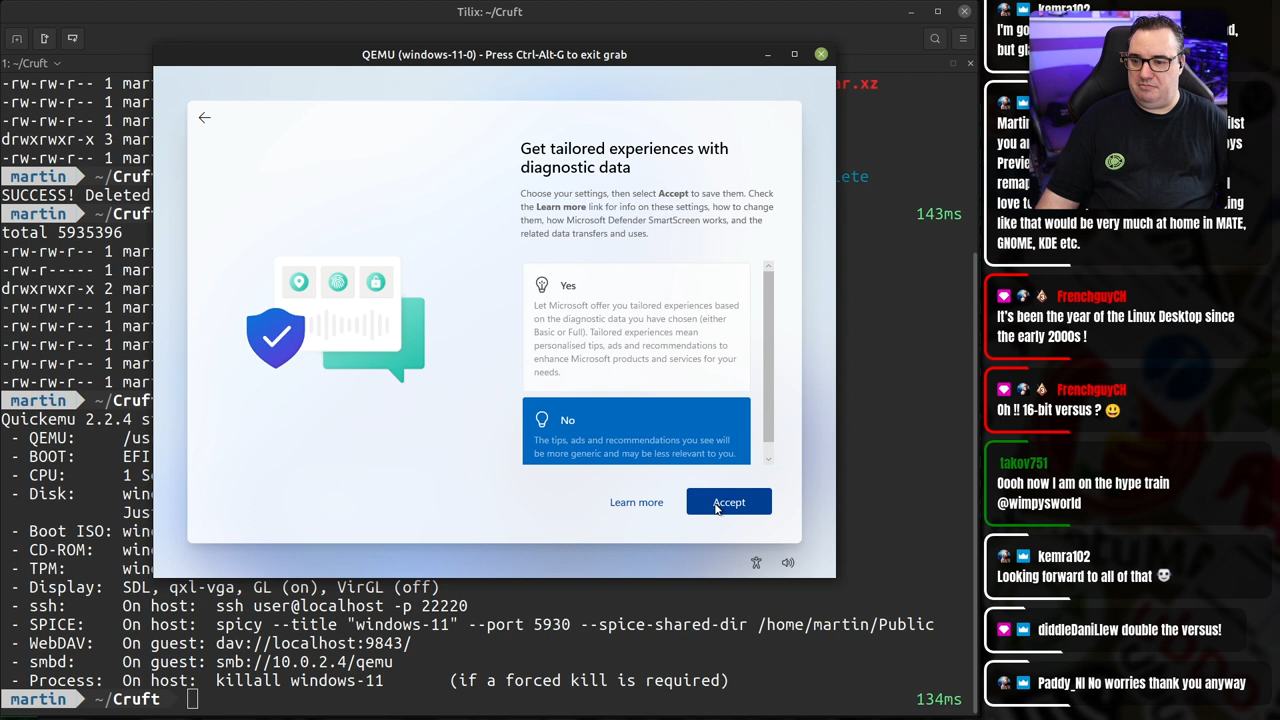 Tilix: ~/Cruft
1: ~/Cruft
-rw-rw-r-- 1 mar
ar.xz
-rw-rw-r-- 1 mar
-rw-rw-r-- 1 mar
drwxrwxr-x 3 mar
-rw-rw-r-- 1 mar
martin ~/Cruf
lete
SUCCESS! Deleted
martin ~/Cruf
143ms
total 5935396
-rw-rw-r-- 1 mar
-rw-r----- 1 mar
drwxrwxr-x 2 mar
-rw-rw-r-- 1 mar
-rw-rw-r-- 1 mar
-rw-rw-r-- 1 mar
-rw-rw-r-- 1 mar
-rw-rw-r-- 1 mar
martin ~/Cruf
Quickemu 2.2.4 s
- QEMU: /us
- BOOT: EFI
- CPU: 1 S
- Disk: win
Jus
- Boot ISO: win
- CD-ROM: win
- TPM: win
- Display: SDL, qxl-vga, GL (on), VirGL (off)
- ssh: On host: ssh user@localhost -p 22220
- SPICE: On host: spicy --title "windows-11" --port 5930 --spice-shared-dir /home/martin/Public
- WebDAV: On guest: dav://localhost:9843/
- smbd: On guest: smb://10.0.2.4/qemu
- Process: On host: killall windows-11 (if a forced kill is required)
martin ~/Cruft
134ms
QEMU (windows-11-0) - Press Ctrl-Alt-G to exit grab
Get tailored experiences with
diagnostic data
Choose your settings, then select Accept to save them. Check
the Learn more link for info on these settings, how to change
them, how Microsoft Defender SmartScreen works, and the
related data transfers and uses.
Yes
Let Microsoft offer you tailored experiences based
on the diagnostic data you have chosen (either
Basic or Full). Tailored experiences mean
personalised tips, ads and recommendations to
enhance Microsoft products and services for your
needs.
No
The tips, ads and recommendations you see will
be more generic and may be less relevant to you.
Learn more
Accept
kemra102
I'm go
d,
but gl
Martin
ilst
you ar
oys
Previe
remap
love to
ing
like that would be very much at home in MATE,
GNOME, KDE etc.
FrenchguyCH
It's been the year of the Linux Desktop since
the early 2000s !
FrenchguyCH
Oh !! 16-bit versus ? 😃
takov751
Oooh now I am on the hype train
@wimpysworld
kemra102
Looking forward to all of that
diddleDaniLlew double the versus!
Paddy_NI No worries thank you anyway